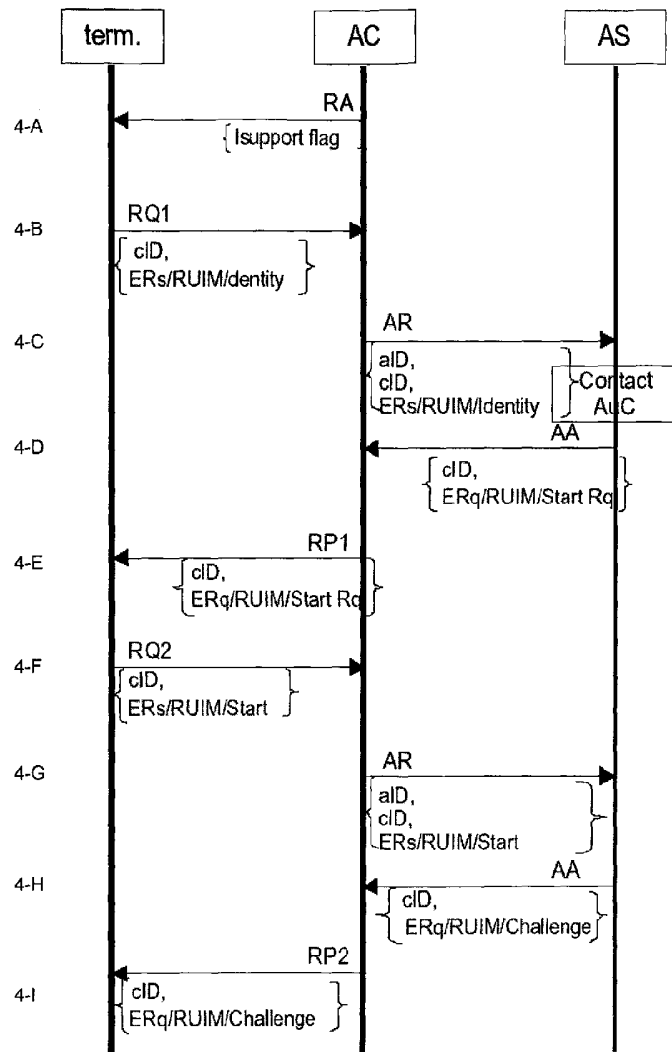 term. AC AS
RA
4-A
Isupport flag
RQ1
4-B
cID,
ERs/RUIM/dentity
AR
4-C
aID,
cID,
ERs/RUIM/Identity
Contact
AuC
AA
4-D
cID,
ERq/RUIM/Start Rq
RP1
4-E
cID,
ERq/RUIM/Start Rq
RQ2
4-F
cID,
ERs/RUIM/Start
AR
4-G
aID,
cID,
ERs/RUIM/Start
AA
4-H
cID,
ERq/RUIM/Challenge
RP2
4-I
cID,
ERq/RUIM/Challenge